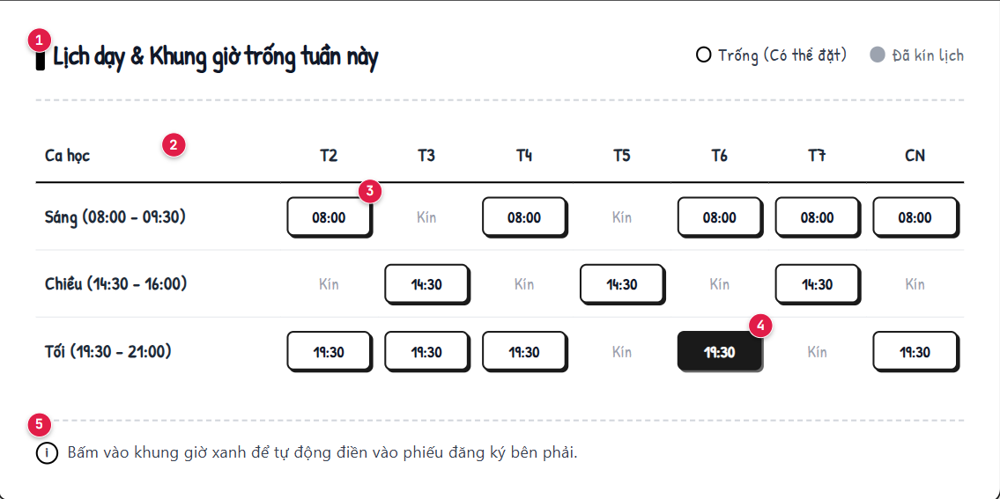 1
Lịch dạy & Khung giờ trống tuần này
Trống (Có thể đặt)
Đã kín lịch
Ca học 2 T2 T3 T4 T5 T6 T7 CN
3
Sáng (08:00 - 09:30) 08:00 Kín 08:00 Kín 08:00 08:00 08:00
Chiều (14:30 - 16:00) Kín 14:30 Kín 14:30 Kín 14:30 Kín
4
Tối (19:30 - 21:00) 19:30 19:30 19:30 Kín 19:30 Kín 19:30
5
i Bấm vào khung giờ xanh để tự động điền vào phiếu đăng ký bên phải.